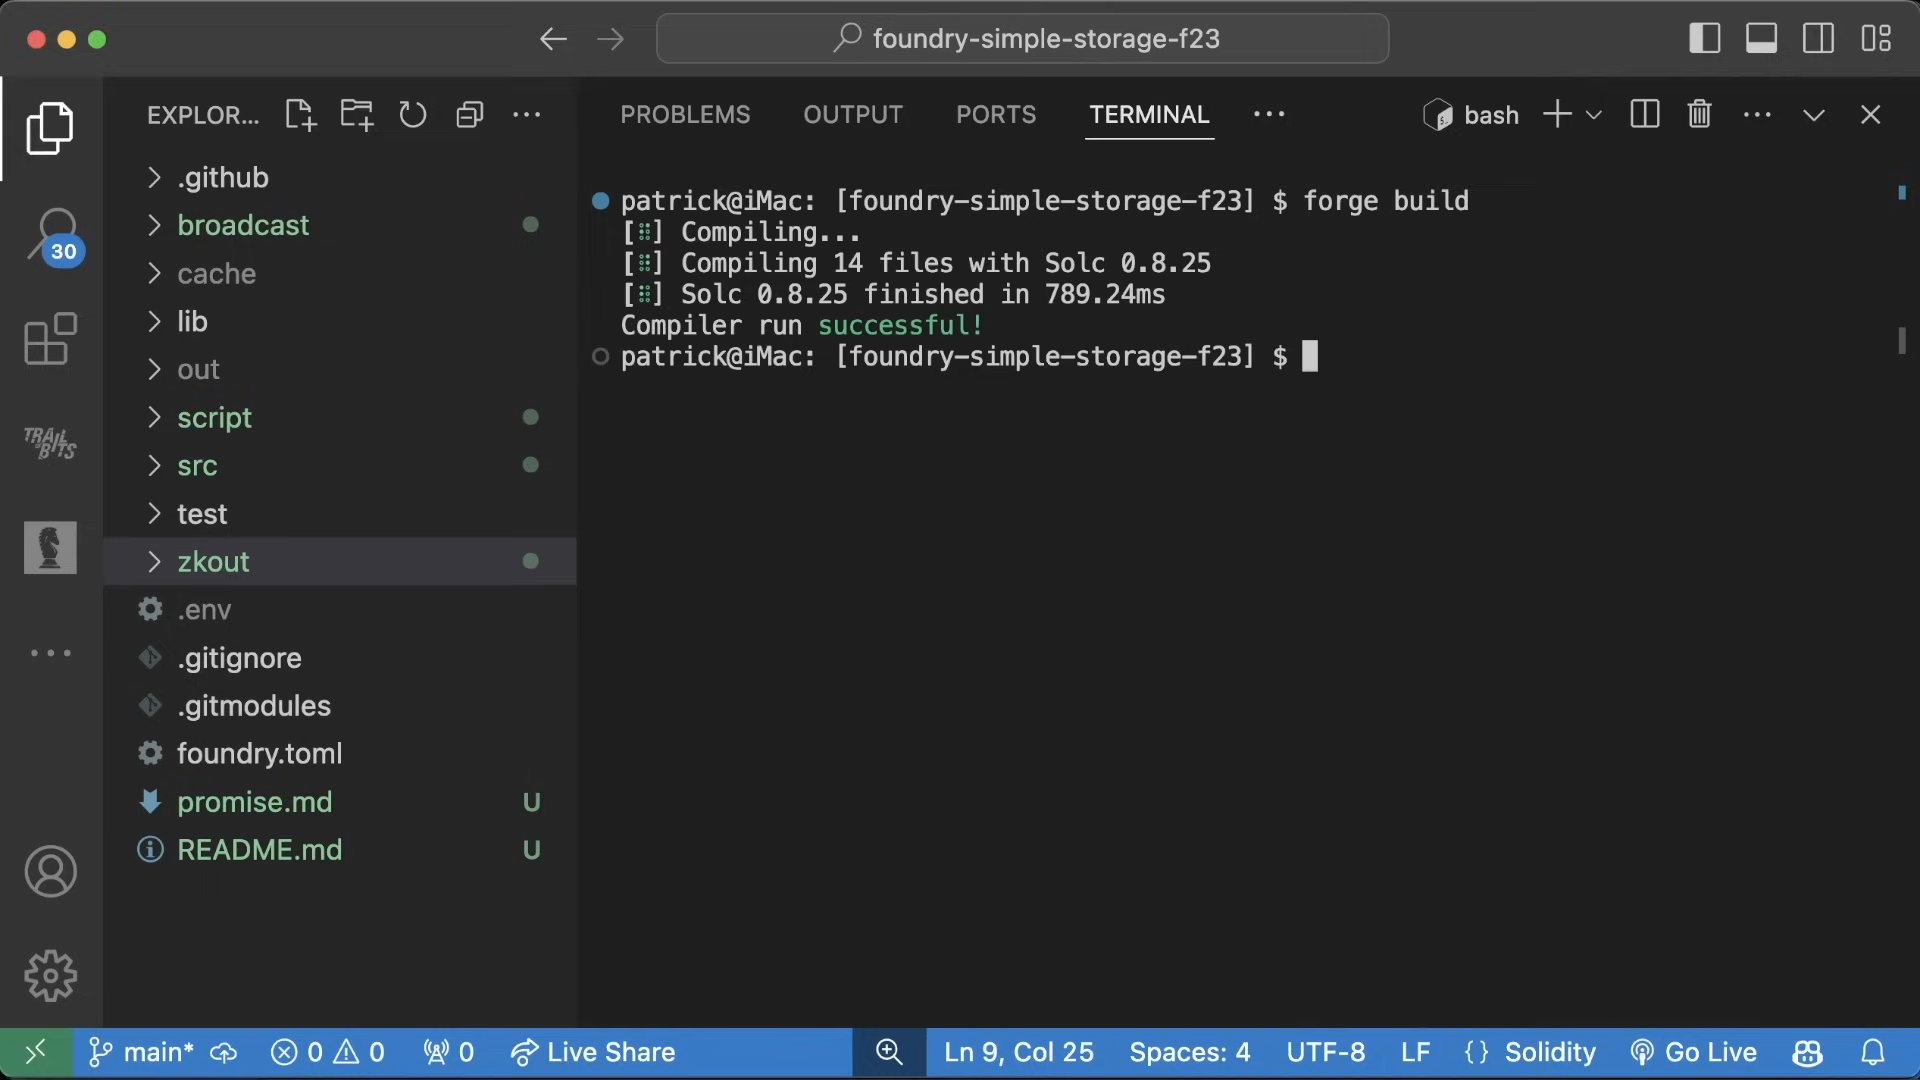 foundry-simple-storage-f23
EXPLOR...
PROBLEMS OUTPUT PORTS TERMINAL
bash
.github
broadcast
cache
lib
out
script
src
test
zkout
.env
.gitignore
.gitmodules
foundry.toml
promise.md U
README.md U
30
TRAIL OF BITS
patrick@iMac: [foundry-simple-storage-f23] $ forge build
[⠿] Compiling...
[⠿] Compiling 14 files with Solc 0.8.25
[⠿] Solc 0.8.25 finished in 789.24ms
Compiler run successful!
patrick@iMac: [foundry-simple-storage-f23] $
main* 0 0 0 Live Share Ln 9, Col 25 Spaces: 4 UTF-8 LF {} Solidity Go Live